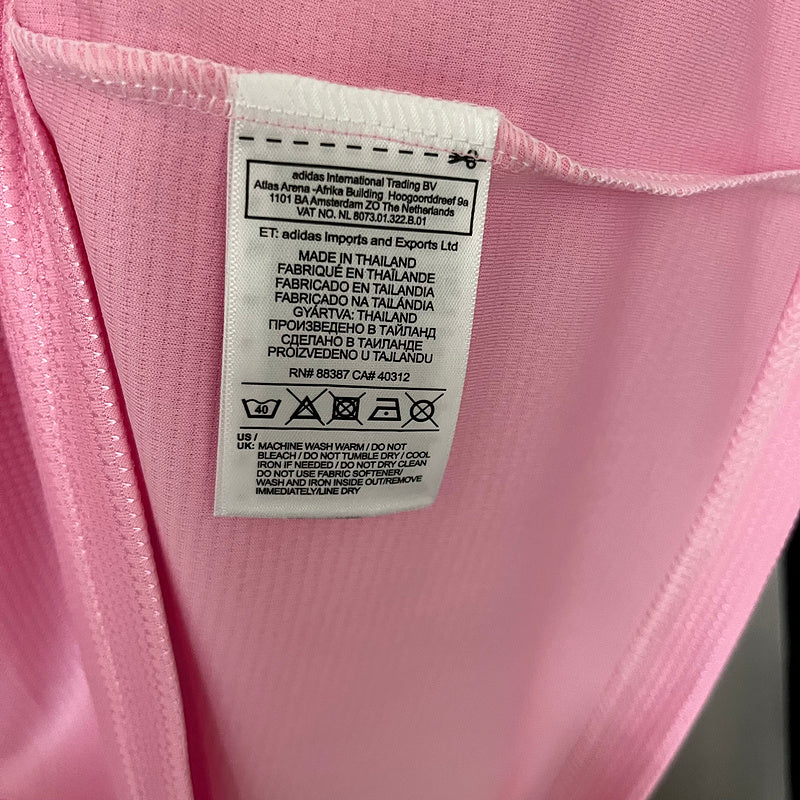 adidas International Trading BV
Atlas Arena -Afrika Building Hoogoorddreef 9a
1101 BA Amsterdam ZO The Netherlands
VAT NO. NL 8073.01.322.B.01
ET: adidas Imports and Exports Ltd
MADE IN THAILAND
FABRIQUÉ EN THAÏLANDE
FABRICADO EN TAILANDIA
FABRICADO NA TAILÂNDIA
GYÁRTVA: THAILAND
ПРОИЗВЕДЕНО В ТАЙЛАНД
СДЕЛАНО В ТАИЛАНДЕ
PROIZVEDENO U TAJLANDU
RN# 88387 CA# 40312
40
US /
UK: MACHINE WASH WARM / DO NOT
BLEACH / DO NOT TUMBLE DRY / COOL
IRON IF NEEDED / DO NOT DRY CLEAN
DO NOT USE FABRIC SOFTENER/
WASH AND IRON INSIDE OUT/REMOVE
IMMEDIATELY/LINE DRY